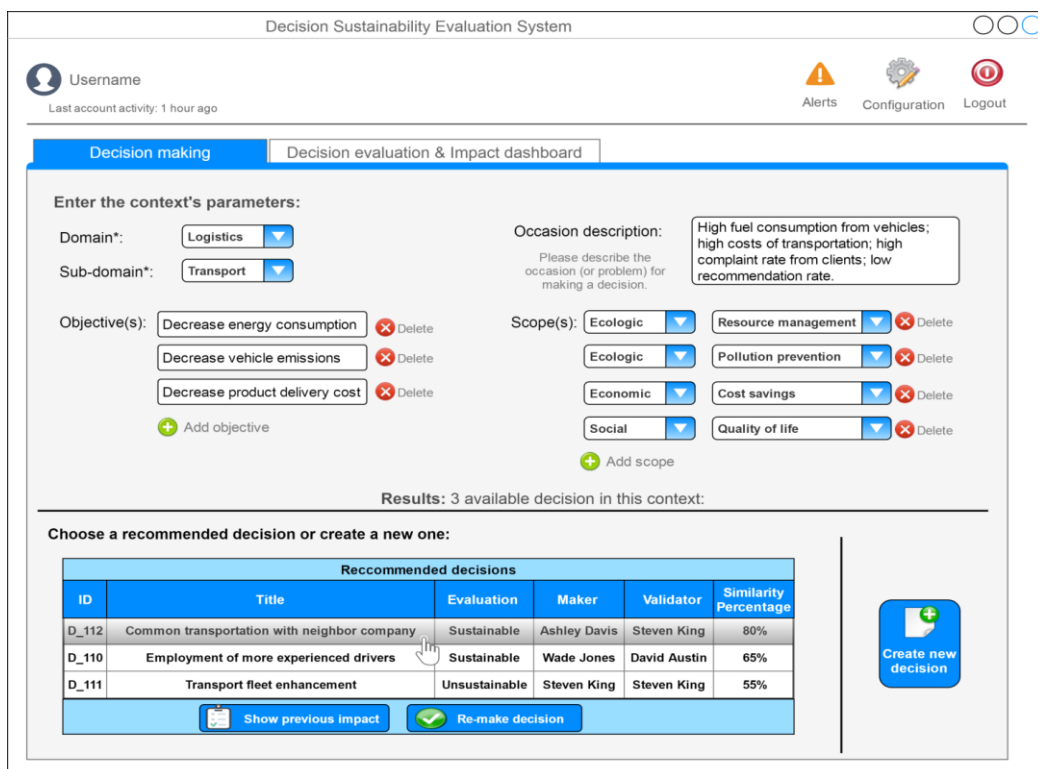 Decision Sustainability Evaluation System
Username
Last account activity: 1 hour ago
Alerts
Configuration
Logout
Decision making
Decision evaluation & Impact dashboard
Enter the context's parameters:
Domain*:
Logistics
Sub-domain*:
Transport
Occasion description:
Please describe the
occasion (or problem) for
making a decision.
High fuel consumption from vehicles;
high costs of transportation; high
complaint rate from clients; low
recommendation rate.
Objective(s):
Decrease energy consumption
Delete
Decrease vehicle emissions
Delete
Decrease product delivery cost
Delete
Add objective
Scope(s):
Ecologic
Resource management
Delete
Ecologic
Pollution prevention
Delete
Economic
Cost savings
Delete
Social
Quality of life
Delete
Add scope
Results: 3 available decision in this context:
Choose a recommended decision or create a new one:
Reccommended decisions
ID Title Evaluation Maker Validator Similarity Percentage
D_112 Common transportation with neighbor company Sustainable Ashley Davis Steven King 80%
D_110 Employment of more experienced drivers Sustainable Wade Jones David Austin 65%
D_111 Transport fleet enhancement Unsustainable Steven King Steven King 55%
Show previous impact
Re-make decision
Create new
decision